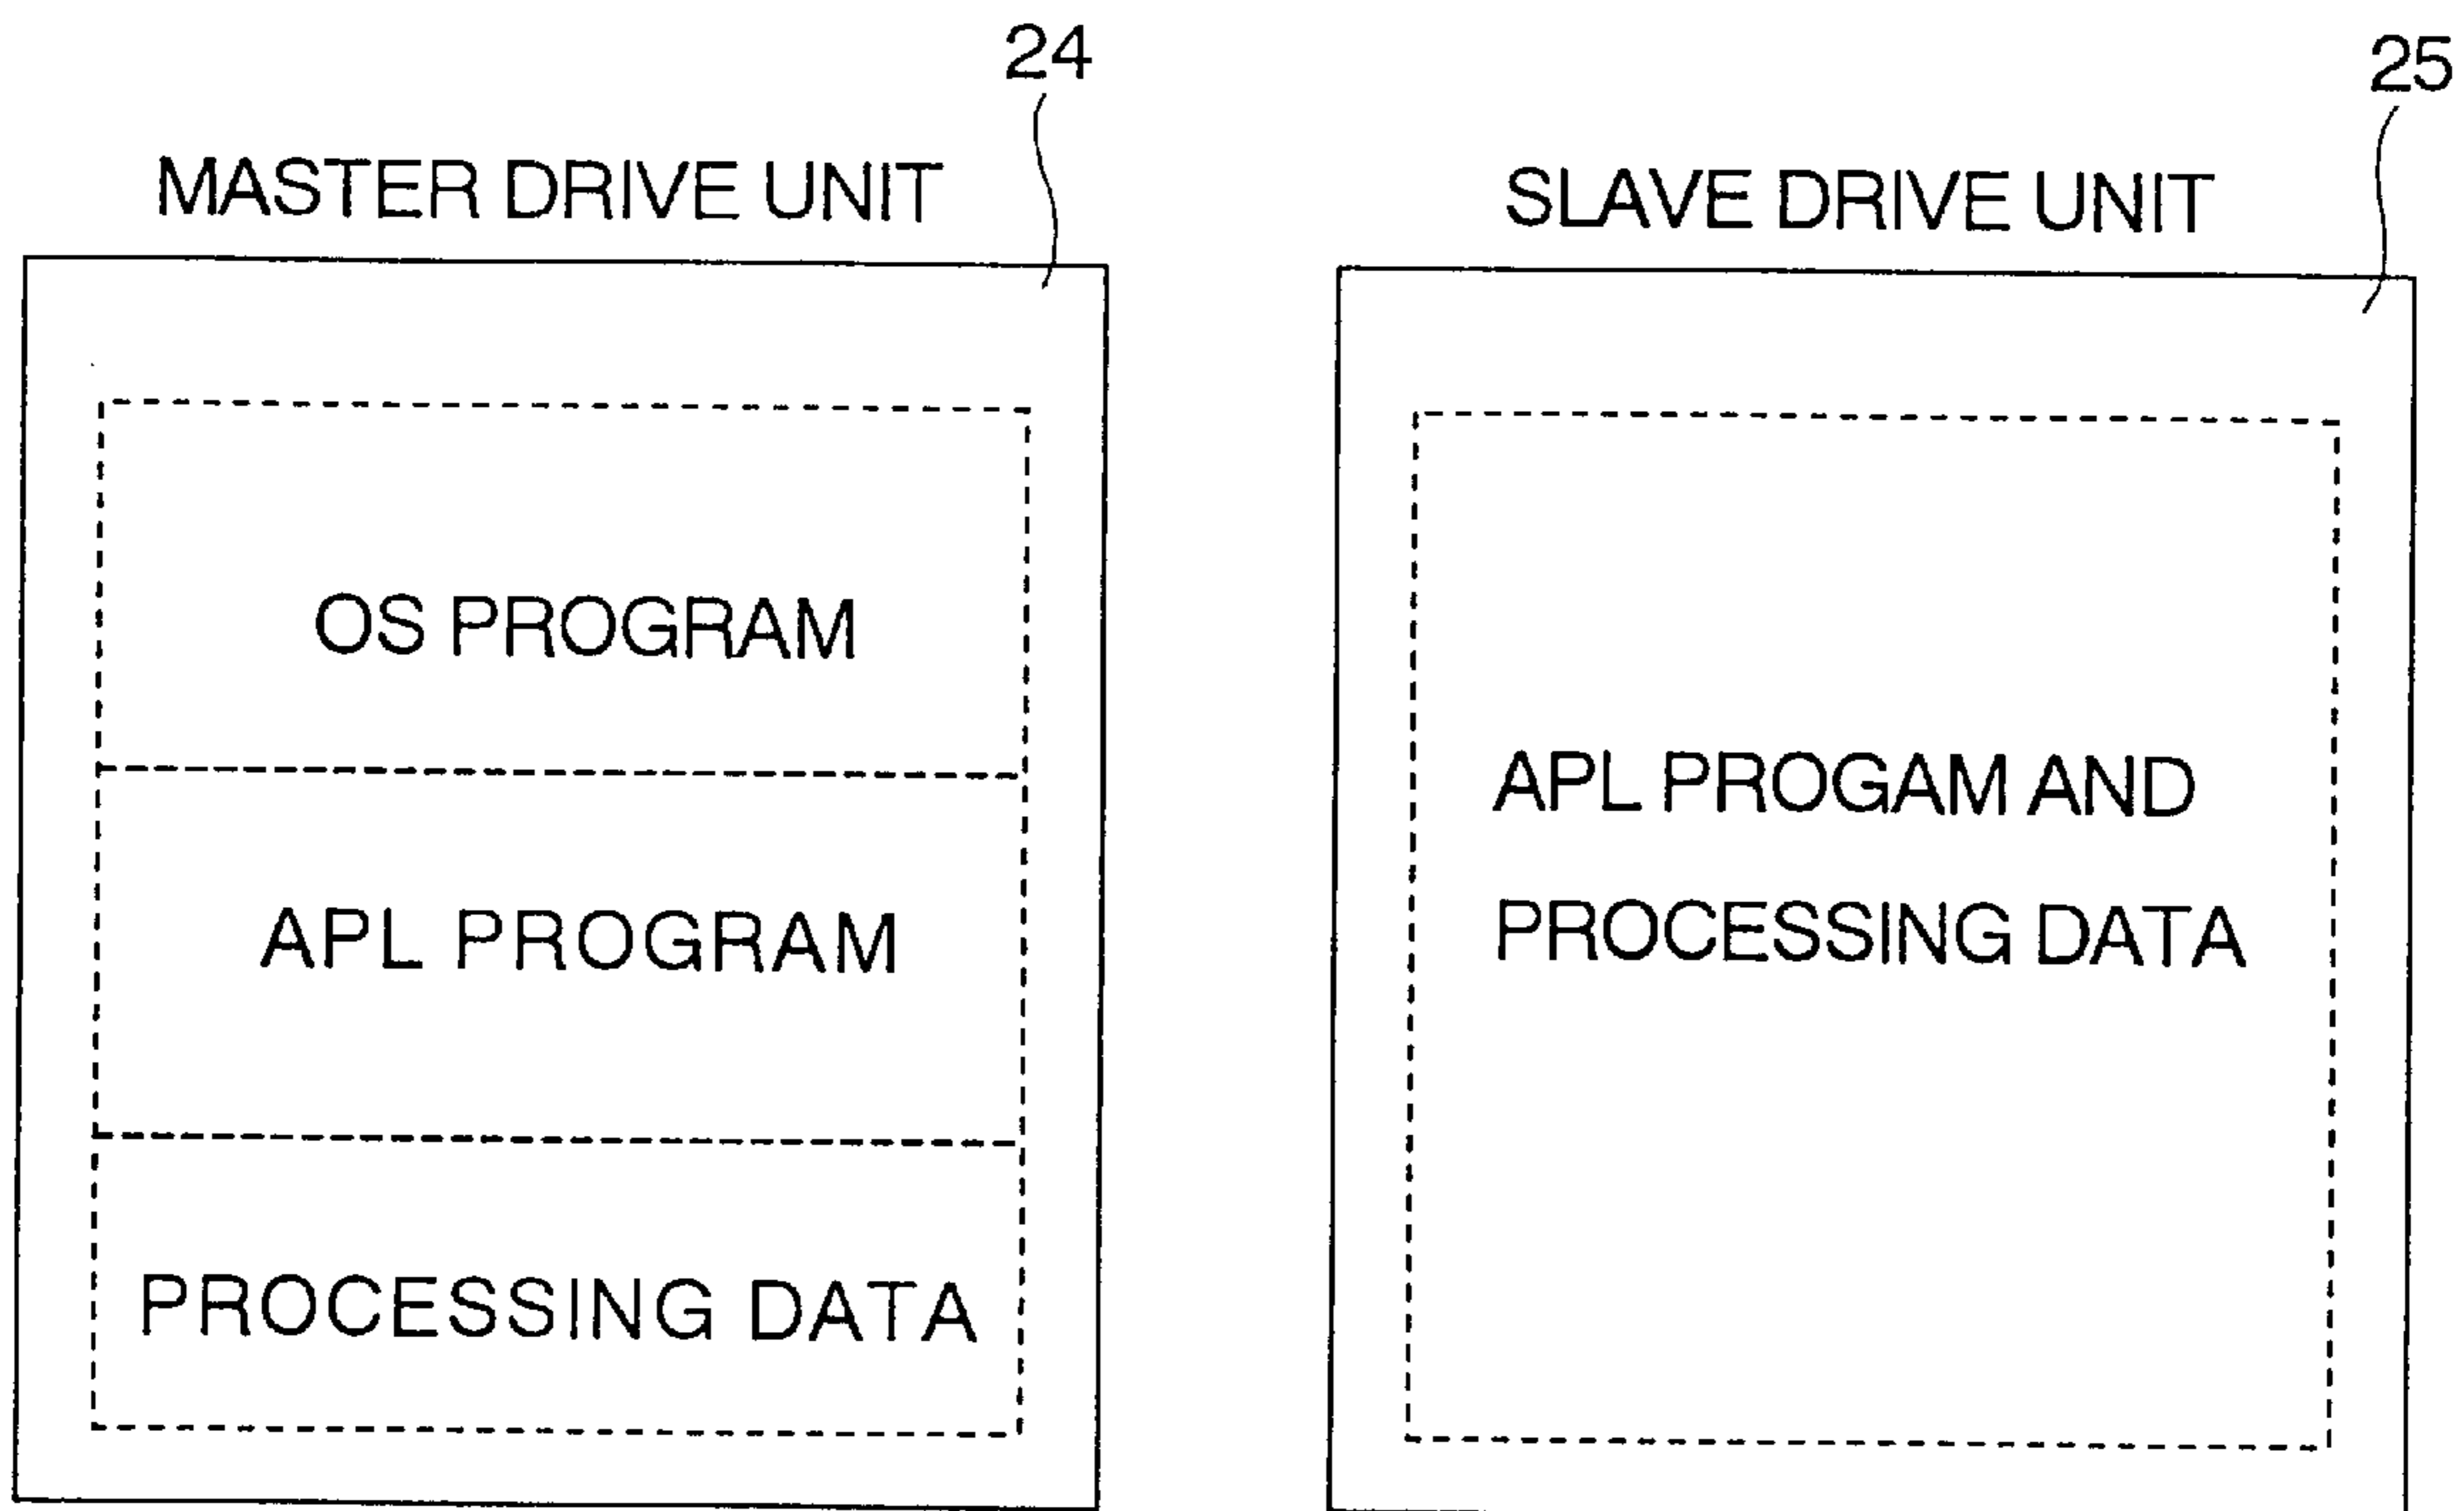 24
MASTER DRIVE UNIT
OS PROGRAM
APL PROGRAM
PROCESSING DATA
25
SLAVE DRIVE UNIT
APL PROGAM AND
PROCESSING DATA